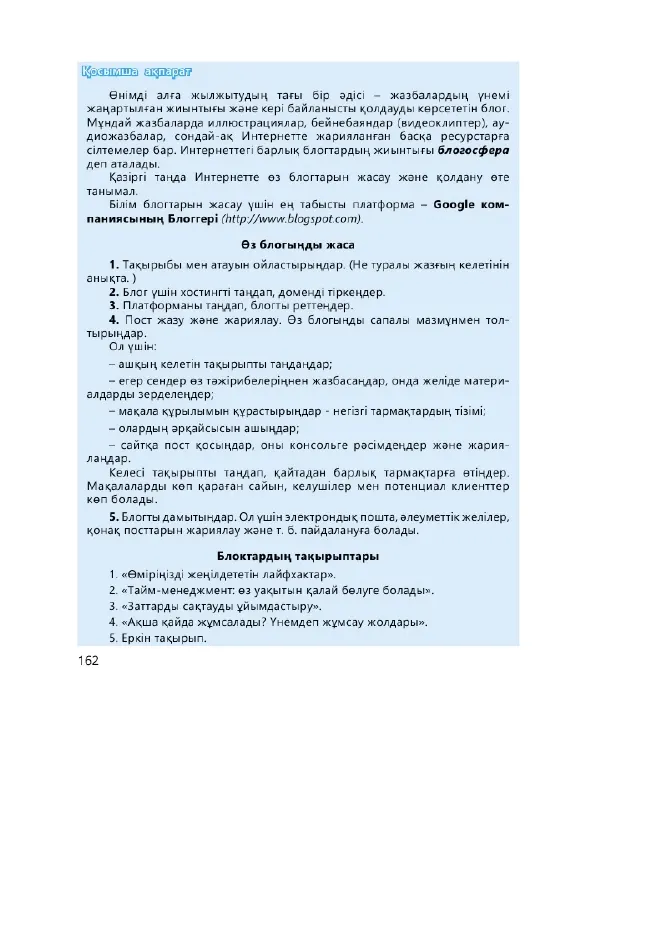 Қосымша ақпарат
Өнімді алға жылжытудың тағы бір әдісі – жазбалардың үнемі
жаңартылған жиынтығы және кері байланысты қолдауды көрсететін блог.
Мұндай жазбаларда иллюстрациялар, бейнебаяндар (видеоклиптер), ау-
диожазбалар, сондай-ақ Интернетте жарияланған басқа ресурстарға
сілтемелер бар. Интернеттегі барлық блогтардың жиынтығы блогосфера
деп аталады.
Қазіргі таңда Интернетте өз блогтарын жасау және қолдану өте
танымал.
Білім блогтарын жасау үшін ең табысты платформа – Google ком-
паниясының Блоггері (http://www.blogspot.com).
Өз блогыңды жаса
1. Тақырыбы мен атауын ойластырыңдар. (Не туралы жазғың келетінін
анықта. )
2. Блог үшін хостингті таңдап, доменді тіркеңдер.
3. Платформаны таңдап, блогты реттеңдер.
4. Пост жазу және жариялау. Өз блогыңды сапалы мазмұнмен тол-
тырыңдар.
Ол үшін:
– ашқың келетін тақырыпты таңдаңдар;
– егер сендер өз тәжірибелеріңнен жазбасаңдар, онда желіде матери-
алдарды зерделеңдер;
– мақала құрылымын құрастырыңдар - негізгі тармақтардың тізімі;
– олардың әрқайсысын ашыңдар;
– сайтқа пост қосыңдар, оны консольге рәсімдеңдер және жария-
лаңдар.
Келесі тақырыпты таңдап, қайтадан барлық тармақтарға өтіңдер.
Мақалаларды көп қараған сайын, келушілер мен потенциал клиенттер
көп болады.
5. Блогты дамытыңдар. Ол үшін электрондық пошта, әлеуметтік желілер,
қонақ посттарын жариялау және т. б. пайдалануға болады.
Блоктардың тақырыптары
1. «Өміріңізді жеңілдететін лайфхактар».
2. «Тайм-менеджмент: өз уақытын қалай бөлуге болады».
3. «Заттарды сақтауды ұйымдастыру».
4. «Ақша қайда жұмсалады? Үнемдеп жұмсау жолдары».
5. Еркін тақырып.
162